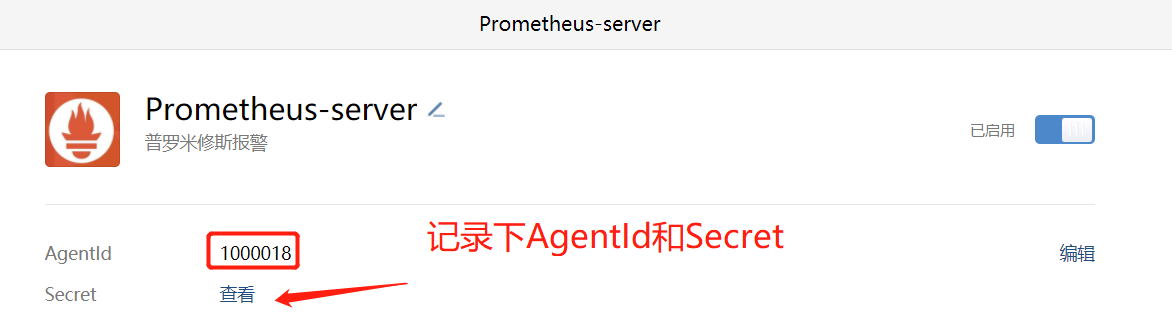 Prometheus-server
Prometheus-server
普罗米修斯报警
已启用
记录下AgentId和Secret
AgentId 1000018 编辑
Secret 查看